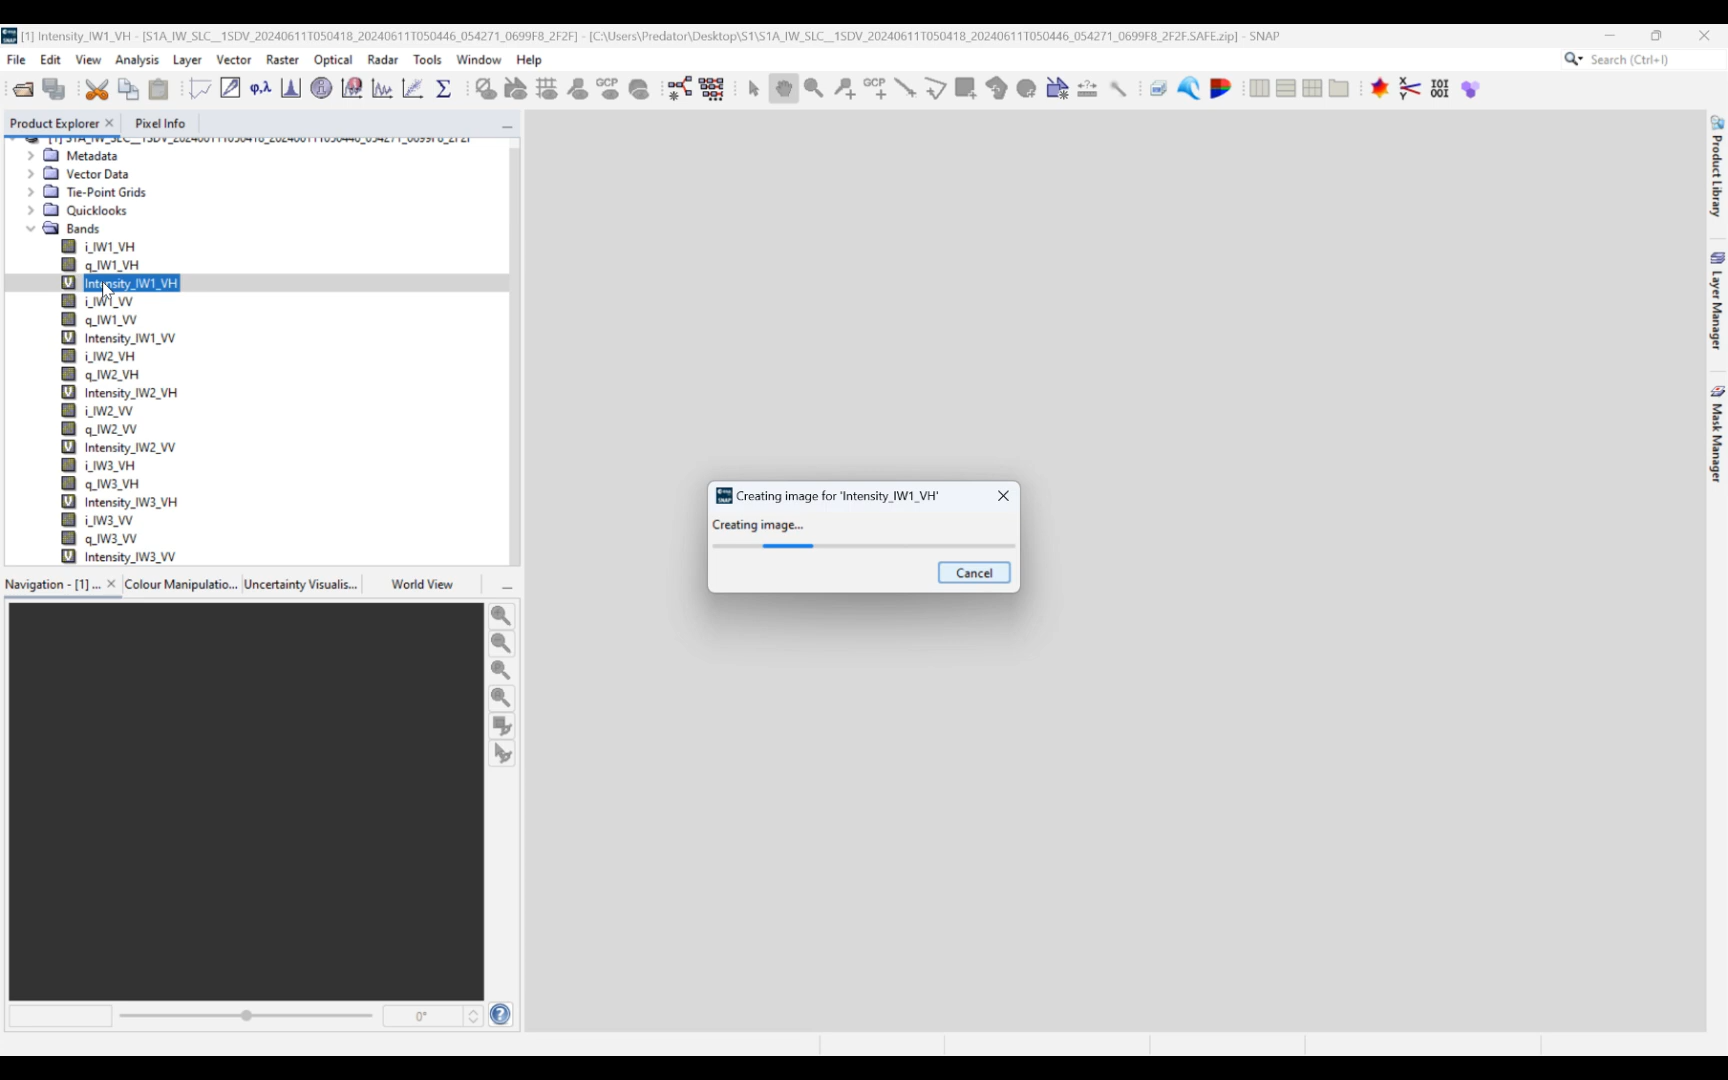 [1] Intensity_IW1_VH - [S1A_IW_SLC__1SDV_20240611T050418_20240611T050446_054271_0699F8_2F2F] - [C:\Users\Predator\Desktop\S1\S1A_IW_SLC__1SDV_20240611T050418_20240611T050446_054271_0699F8_2F2F.SAFE.zip] - SNAP
File Edit View Analysis Layer Vector Raster Optical Radar Tools Window Help
Search (Ctrl+I)
Product Explorer Pixel Info
[1] S1A_IW_SLC__1SDV_20240611T050418_20240611T050446_054271_0699F8_2F2F
Metadata
Vector Data
Tie-Point Grids
Quicklooks
Bands
i_IW1_VH
q_IW1_VH
Intensity_IW1_VH
i_IW1_VV
q_IW1_VV
Intensity_IW1_VV
i_IW2_VH
q_IW2_VH
Intensity_IW2_VH
i_IW2_VV
q_IW2_VV
Intensity_IW2_VV
i_IW3_VH
q_IW3_VH
Intensity_IW3_VH
i_IW3_VV
q_IW3_VV
Intensity_IW3_VV
Navigation - [1] ... Colour Manipulatio... Uncertainty Visualis... World View
0°
Creating image for 'Intensity_IW1_VH'
Creating image...
Cancel
Product Library
Layer Manager
Mask Manager